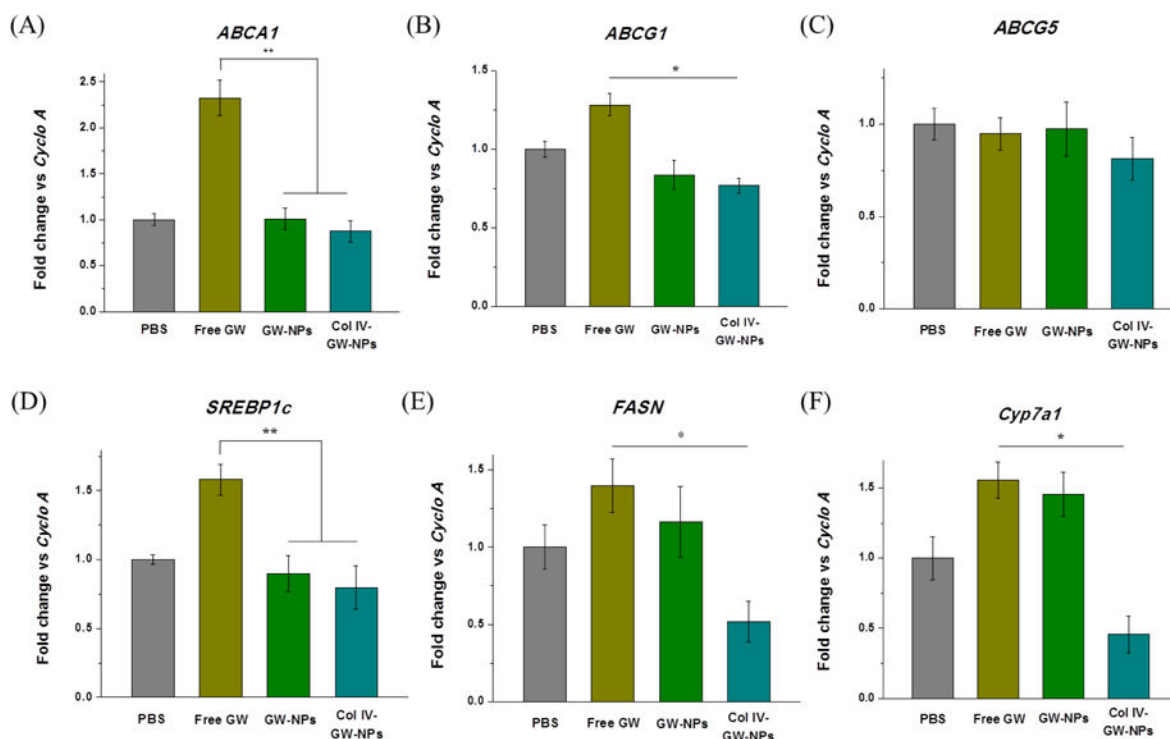 (A)
ABCA1
**
Fold change vs Cyclo A
2.5
2.0
1.5
1.0
0.5
0.0
PBS
Free GW
GW-NPs
Col IV-
GW-NPs
(B)
ABCG1
*
Fold change vs Cyclo A
1.5
1.0
0.5
0.0
PBS
Free GW
GW-NPs
Col IV-
GW-NPs
(C)
ABCG5
Fold change vs Cyclo A
1.0
0.5
0.0
PBS
Free GW
GW-NPs
Col IV-
GW-NPs
(D)
SREBP1c
**
Fold change vs Cyclo A
1.5
1.0
0.5
0.0
PBS
Free GW
GW-NPs
Col IV-
GW-NPs
(E)
FASN
*
Fold change vs Cyclo A
1.5
1.0
0.5
0.0
PBS
Free GW
GW-NPs
Col IV-
GW-NPs
(F)
Cyp7a1
*
Fold change vs Cyclo A
1.5
1.0
0.5
0.0
PBS
Free GW
GW-NPs
Col IV-
GW-NPs